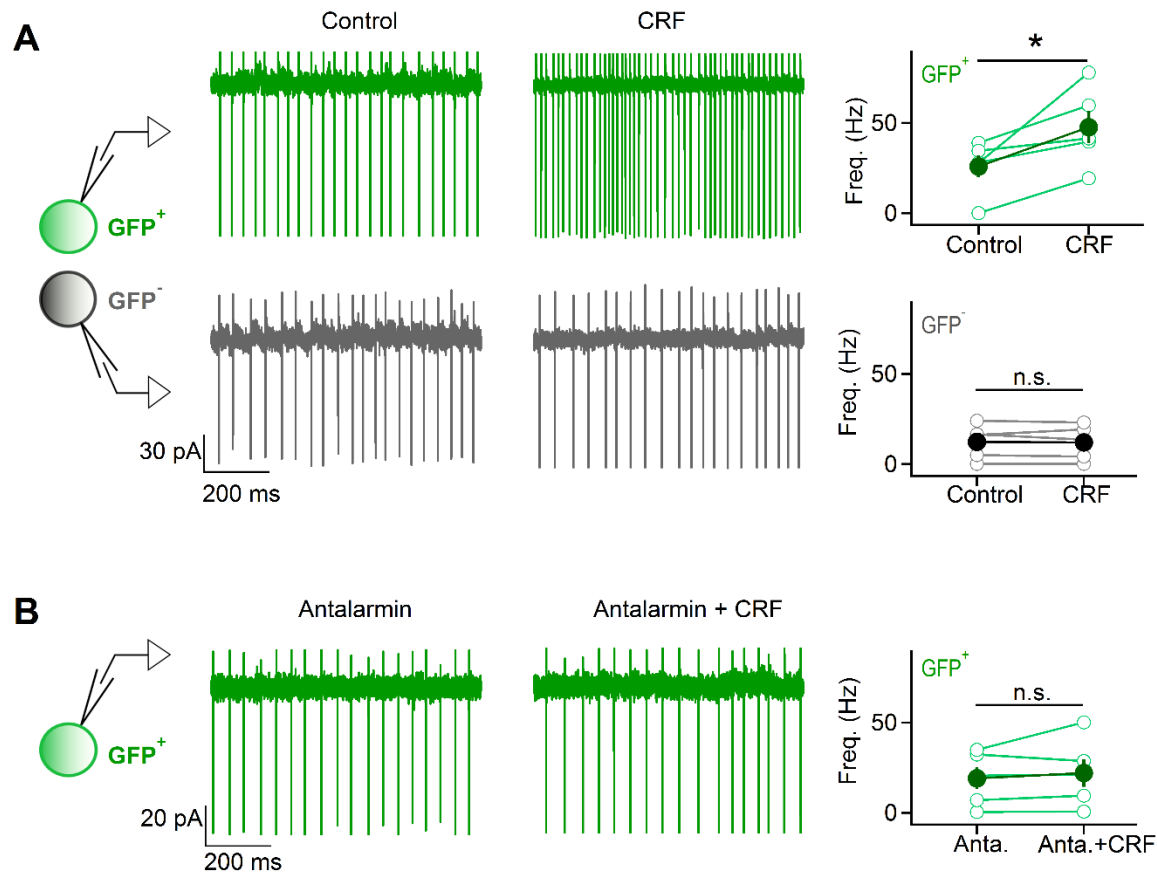 A
Control
CRF
GFP+
GFP-
30 pA
200 ms
*
GFP+
Freq. (Hz)
50
0
Control
CRF
GFP-
n.s.
Freq. (Hz)
50
0
Control
CRF
B
Antalarmin
Antalarmin + CRF
GFP+
20 pA
200 ms
GFP+
n.s.
Freq. (Hz)
50
0
Anta.
Anta.+CRF